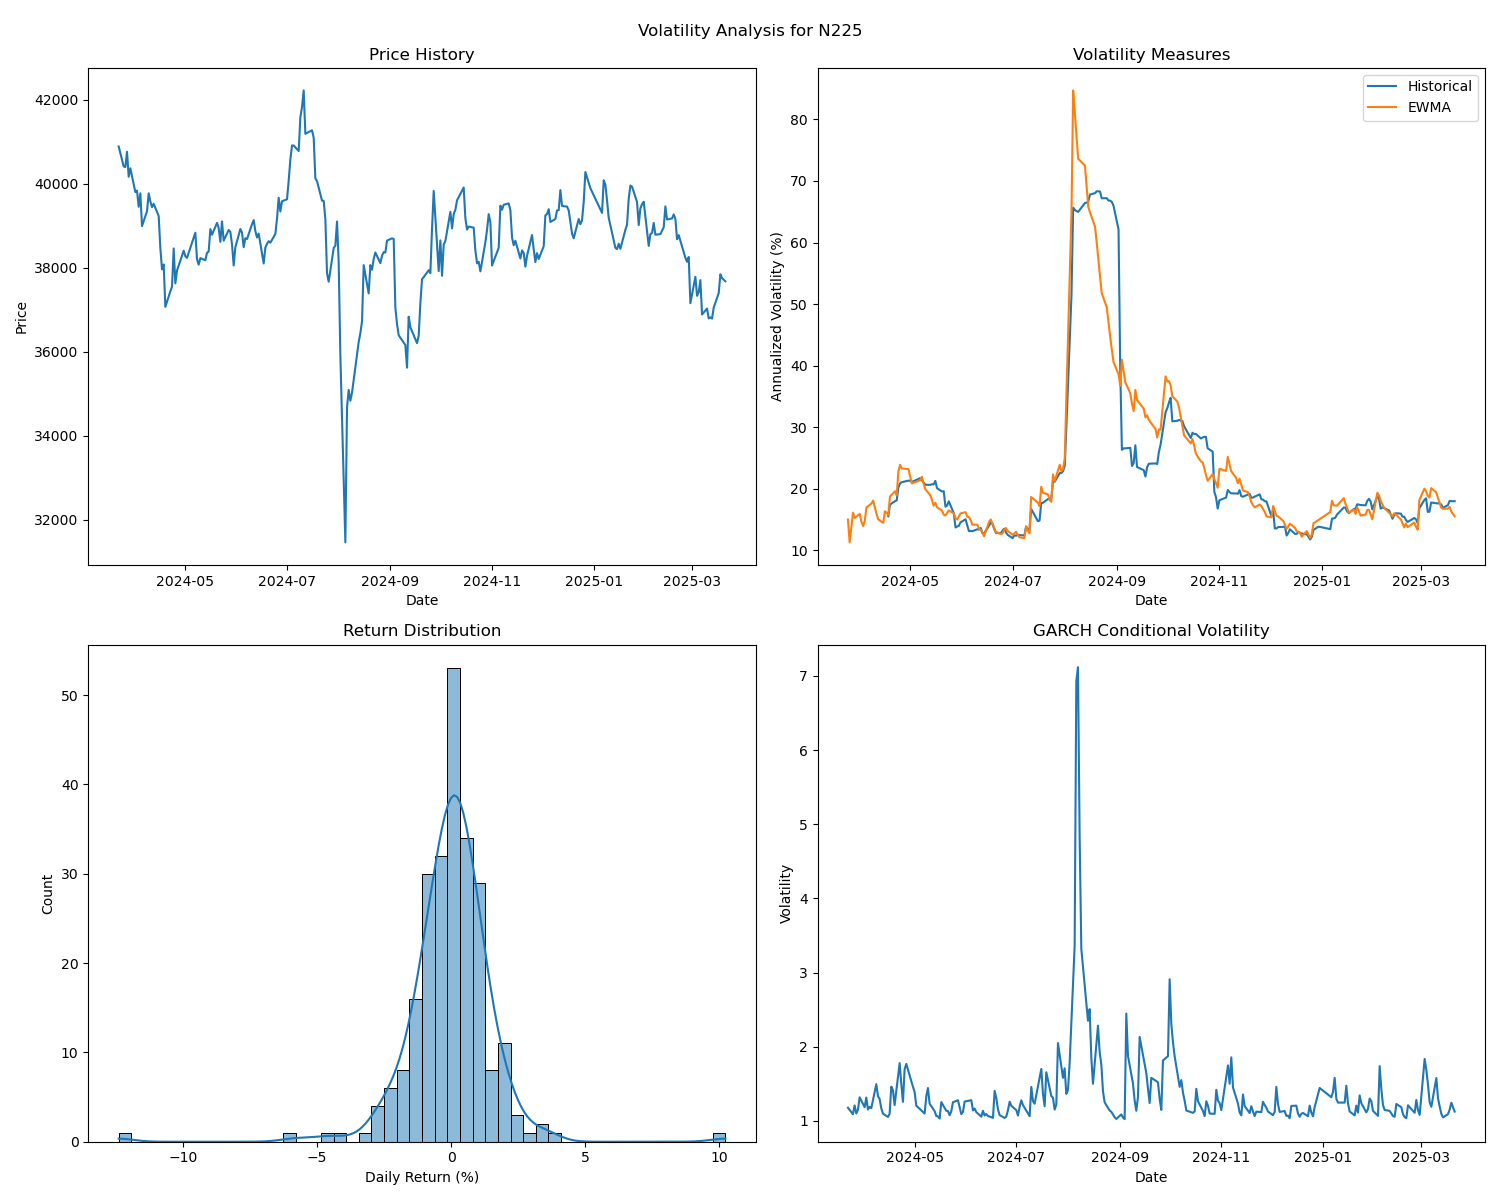 Volatility Analysis for N225
Price History
42000
40000
38000
36000
34000
32000
Price
2024-05 2024-07 2024-09 2024-11 2025-01 2025-03
Date
Volatility Measures
Historical
EWMA
80
70
60
50
40
30
20
10
Annualized Volatility (%)
2024-05 2024-07 2024-09 2024-11 2025-01 2025-03
Date
Return Distribution
50
40
30
20
10
0
Count
−10 −5 0 5 10
Daily Return (%)
GARCH Conditional Volatility
7
6
5
4
3
2
1
Volatility
2024-05 2024-07 2024-09 2024-11 2025-01 2025-03
Date